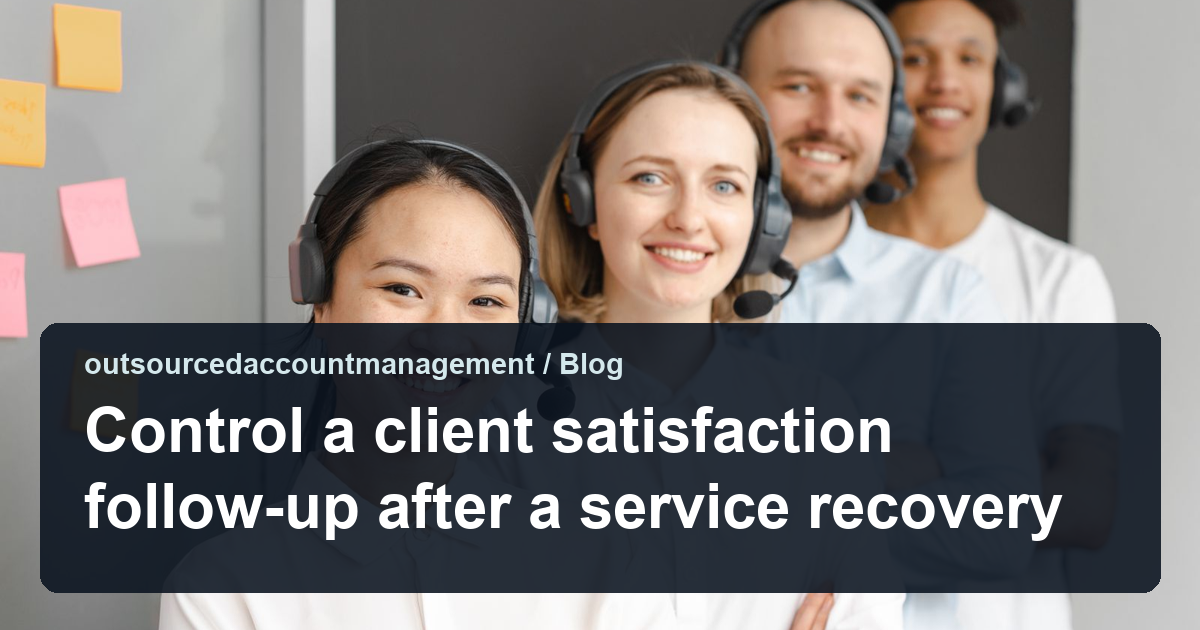 outsourcedaccountmanagement / Blog
Control a client satisfaction
follow-up after a service recovery